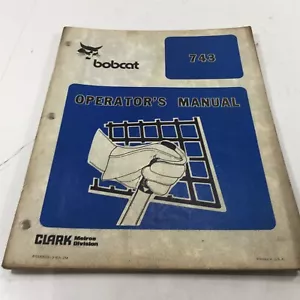 bobcat
743
OPERATOR'S MANUAL
CLARK Melroe
Division